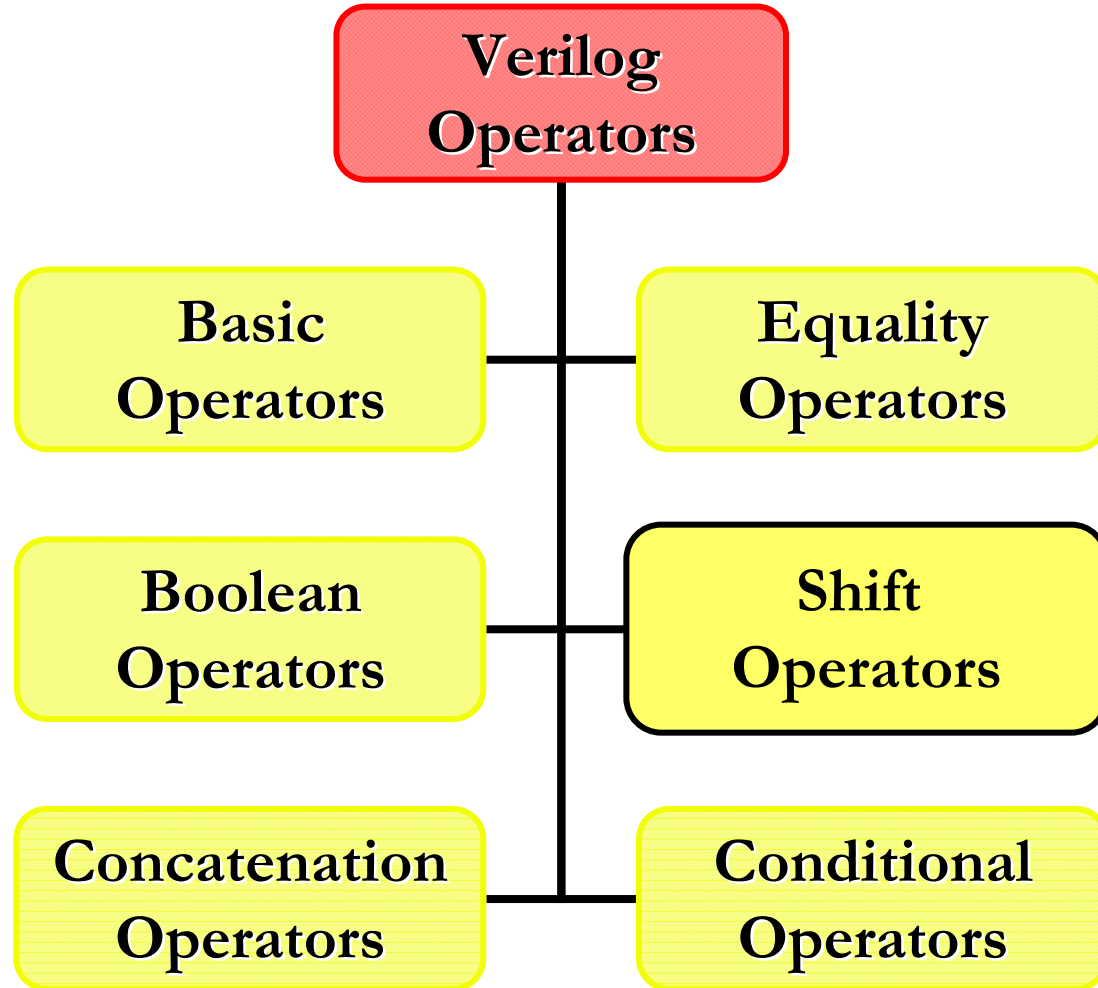 Verilog
Operators
Basic
Operators
Equality
Operators
Boolean
Operators
Shift
Operators
Concatenation
Operators
Conditional
Operators